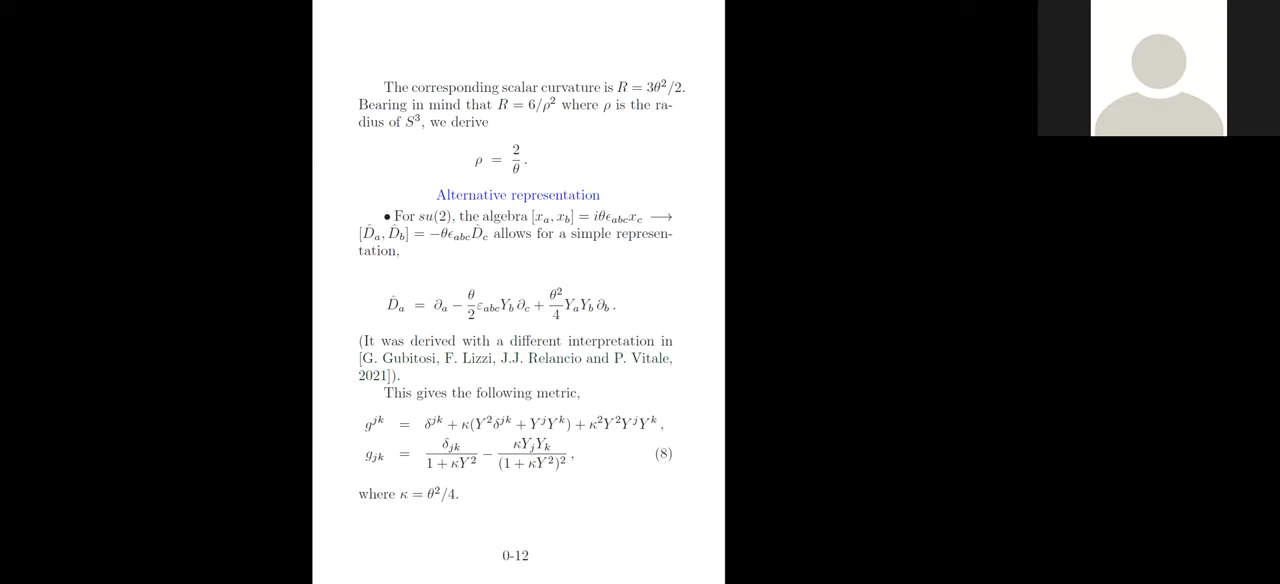 The corresponding scalar curvature is R = 3θ²/2.
Bearing in mind that R = 6/ρ² where ρ is the ra-
dius of S³, we derive
ρ = 2/θ .
Alternative representation
• For su(2), the algebra [x_a, x_b] = iθϵ_abc x_c ⟶
[D̂_a, D̂_b] = −θϵ_abc D̂_c allows for a simple represen-
tation,
D̂_a = ∂_a − θ/2 ε_abc Y_b ∂_c + θ²/4 Y_a Y_b ∂_b .
(It was derived with a different interpretation in
[G. Gubitosi, F. Lizzi, J.J. Relancio and P. Vitale,
2021]).
This gives the following metric,
g^jk = δ^jk + κ(Y²δ^jk + Y^jY^k) + κ²Y²Y^jY^k ,
g_jk = δ_jk/(1 + κY²) − κY_jY_k/(1 + κY²)² , (8)
where κ = θ²/4.
0-12